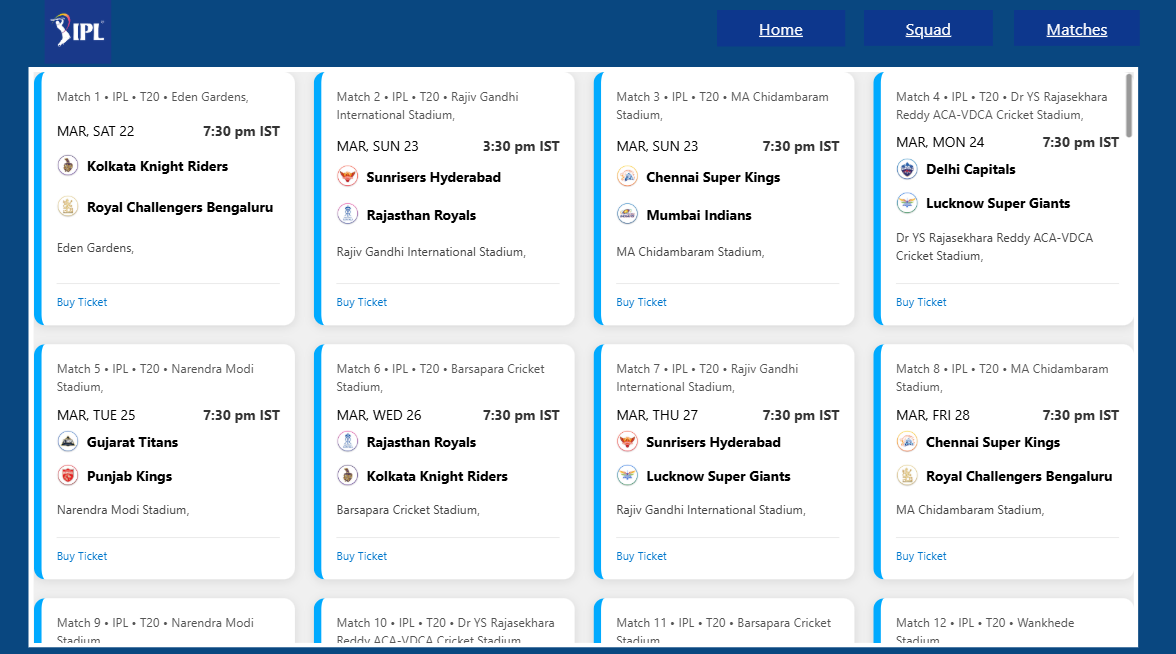 IPL
Home
Squad
Matches
Match 1 • IPL • T20 • Eden Gardens,
MAR, SAT 22
7:30 pm IST
Kolkata Knight Riders
Royal Challengers Bengaluru
Eden Gardens,
Buy Ticket
Match 2 • IPL • T20 • Rajiv Gandhi
International Stadium,
MAR, SUN 23
3:30 pm IST
Sunrisers Hyderabad
Rajasthan Royals
Rajiv Gandhi International Stadium,
Buy Ticket
Match 3 • IPL • T20 • MA Chidambaram
Stadium,
MAR, SUN 23
7:30 pm IST
Chennai Super Kings
Mumbai Indians
MA Chidambaram Stadium,
Buy Ticket
Match 4 • IPL • T20 • Dr YS Rajasekhara
Reddy ACA-VDCA Cricket Stadium,
MAR, MON 24
7:30 pm IST
Delhi Capitals
Lucknow Super Giants
Dr YS Rajasekhara Reddy ACA-VDCA
Cricket Stadium,
Buy Ticket
Match 5 • IPL • T20 • Narendra Modi
Stadium,
MAR, TUE 25
7:30 pm IST
Gujarat Titans
Punjab Kings
Narendra Modi Stadium,
Buy Ticket
Match 6 • IPL • T20 • Barsapara Cricket
Stadium,
MAR, WED 26
7:30 pm IST
Rajasthan Royals
Kolkata Knight Riders
Barsapara Cricket Stadium,
Buy Ticket
Match 7 • IPL • T20 • Rajiv Gandhi
International Stadium,
MAR, THU 27
7:30 pm IST
Sunrisers Hyderabad
Lucknow Super Giants
Rajiv Gandhi International Stadium,
Buy Ticket
Match 8 • IPL • T20 • MA Chidambaram
Stadium,
MAR, FRI 28
7:30 pm IST
Chennai Super Kings
Royal Challengers Bengaluru
MA Chidambaram Stadium,
Buy Ticket
Match 9 • IPL • T20 • Narendra Modi
Stadium
Match 10 • IPL • T20 • Dr YS Rajasekhara
Reddy ACA-VDCA Cricket Stadium
Match 11 • IPL • T20 • Barsapara Cricket
Stadium
Match 12 • IPL • T20 • Wankhede
Stadium